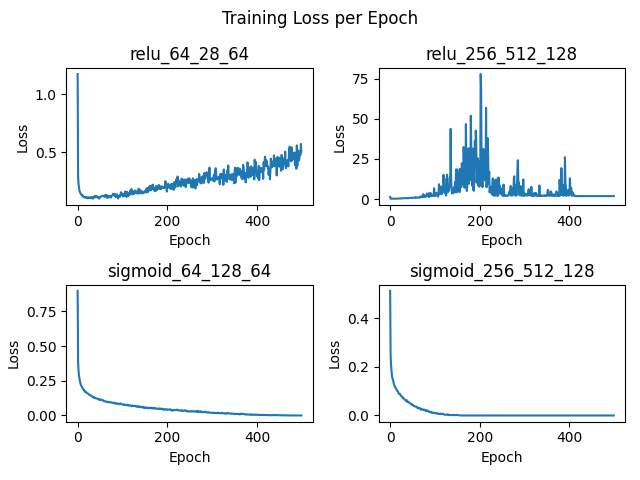 Training Loss per Epoch
relu_64_28_64
1.0
0.5
Loss
0
200
400
Epoch
relu_256_512_128
75
50
25
0
Loss
0
200
400
Epoch
sigmoid_64_128_64
0.75
0.50
0.25
0.00
Loss
0
200
400
Epoch
sigmoid_256_512_128
0.4
0.2
0.0
Loss
0
200
400
Epoch